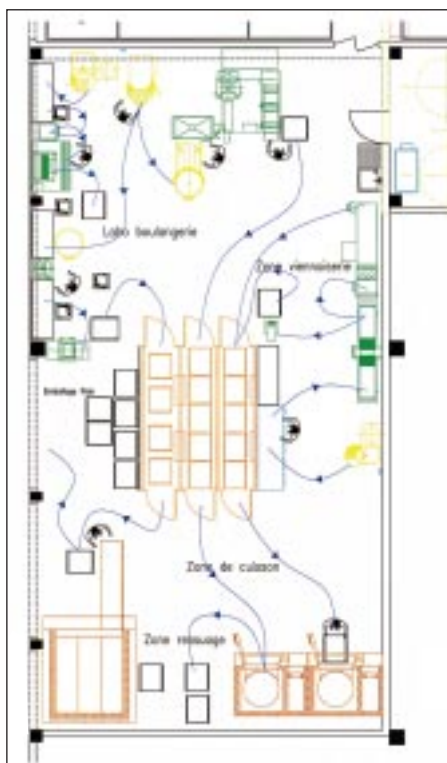 Labo boulangerie
Zone viennoiserie
Zone de cuisson
Zone ressuage